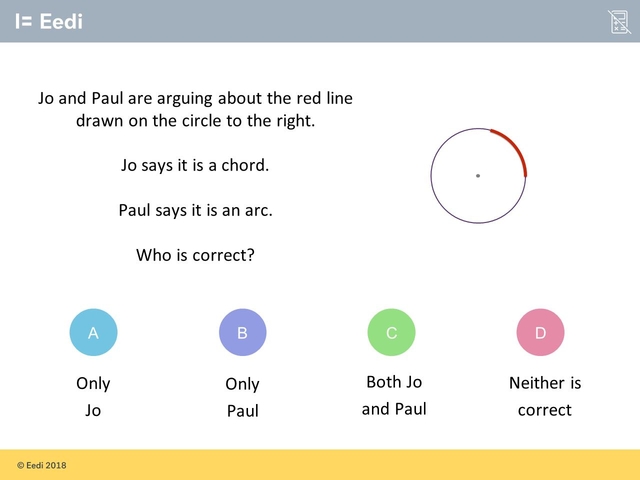 Eedi
Jo and Paul are arguing about the red line
drawn on the circle to the right.
Jo says it is a chord.
Paul says it is an arc.
Who is correct?
A
B
C
D
Only
Jo
Only
Paul
Both Jo
and Paul
Neither is
correct
© Eedi 2018